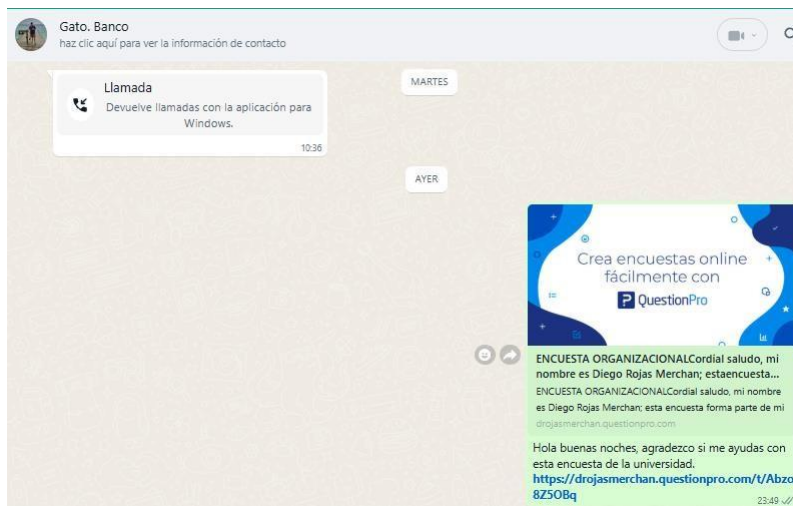 Gato. Banco
haz clic aquí para ver la información de contacto
MARTES
Llamada
Devuelve llamadas con la aplicación para
Windows.
10:36
AYER
Crea encuestas online
fácilmente con
QuestionPro
ENCUESTA ORGANIZACIONALCordial saludo, mi
nombre es Diego Rojas Merchan; estaencuesta...
ENCUESTA ORGANIZACIONALCordial saludo, mi nombre
es Diego Rojas Merchan; esta encuesta forma parte de mi
drojasmerchan.questionpro.com
Hola buenas noches, agradezco si me ayudas con
esta encuesta de la universidad.
https://drojasmerchan.questionpro.com/t/Abzo
8Z5OBq
23:49